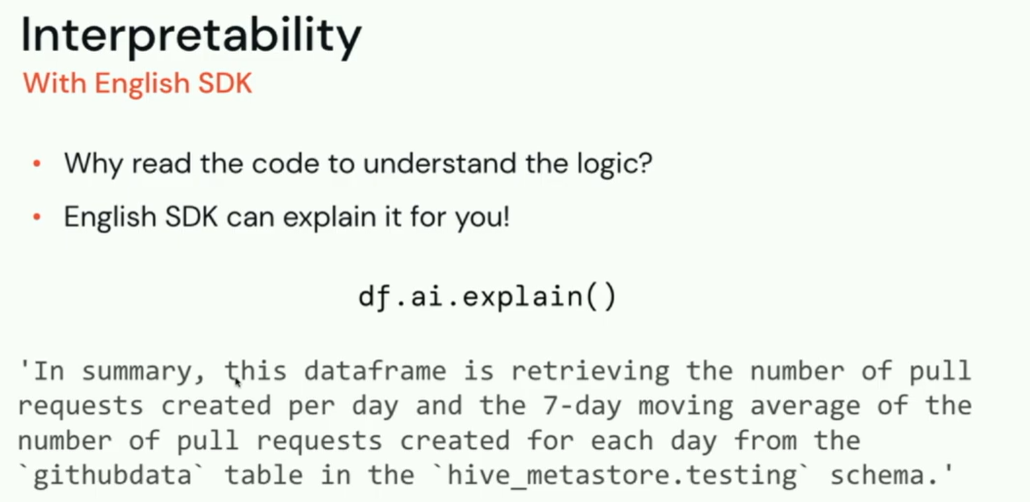 Interpretability
With English SDK
• Why read the code to understand the logic?
• English SDK can explain it for you!
df.ai.explain()
'In summary, this dataframe is retrieving the number of pull
requests created per day and the 7-day moving average of the
number of pull requests created for each day from the
`githubdata` table in the `hive_metastore.testing` schema.'